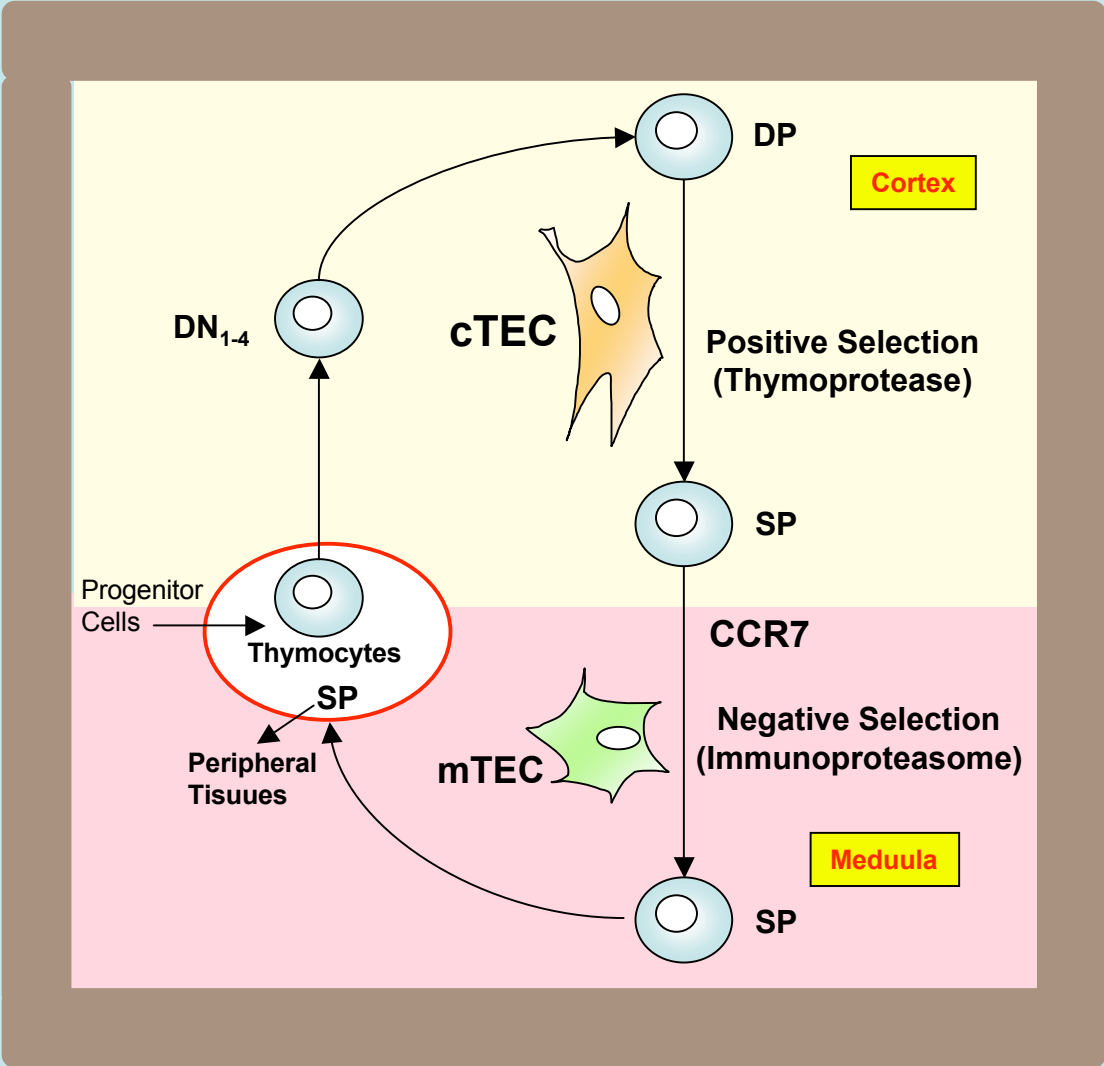 DP
Cortex
DN1-4
cTEC
Positive Selection
(Thymoprotease)
SP
Progenitor
Cells
Thymocytes
SP
CCR7
Peripheral
Tisuues
mTEC
Negative Selection
(Immunoproteasome)
Meduula
SP